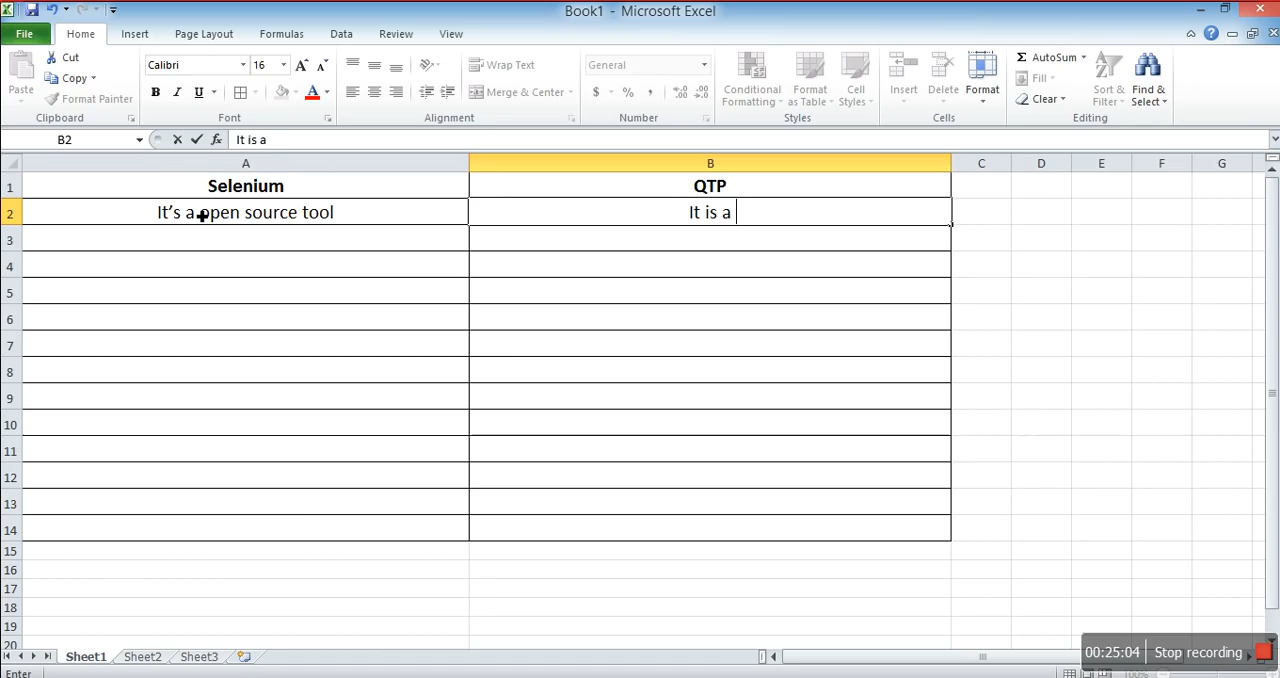 Book1 - Microsoft Excel
File Home Insert Page Layout Formulas Data Review View
Paste
Cut
Copy
Format Painter
Clipboard
Calibri 16
B I U
Font
Wrap Text
Merge & Center
Alignment
General
$ % ,
Number
Conditional Formatting
Format as Table
Cell Styles
Styles
Insert Delete Format
Cells
Σ AutoSum
Fill
Clear
Sort & Filter
Find & Select
Editing
B2 fx It is a
A B C D E F G
1 Selenium QTP
2 It's a open source tool It is a
3
4
5
6
7
8
9
10
11
12
13
14
15
16
17
18
19
20
Sheet1 Sheet2 Sheet3
00:25:04 Stop recording
Enter 100%